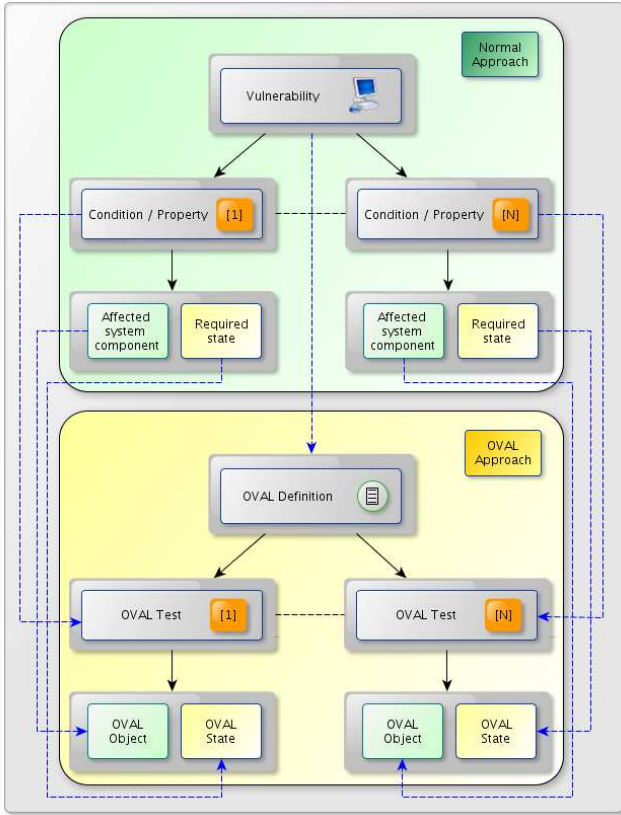 Normal
Approach
Vulnerability
Condition / Property [1]
Condition / Property [N]
Affected
system
component
Required
state
Affected
system
component
Required
state
OVAL
Approach
OVAL Definition
OVAL Test [1]
OVAL Test [N]
OVAL
Object
OVAL
State
OVAL
Object
OVAL
State